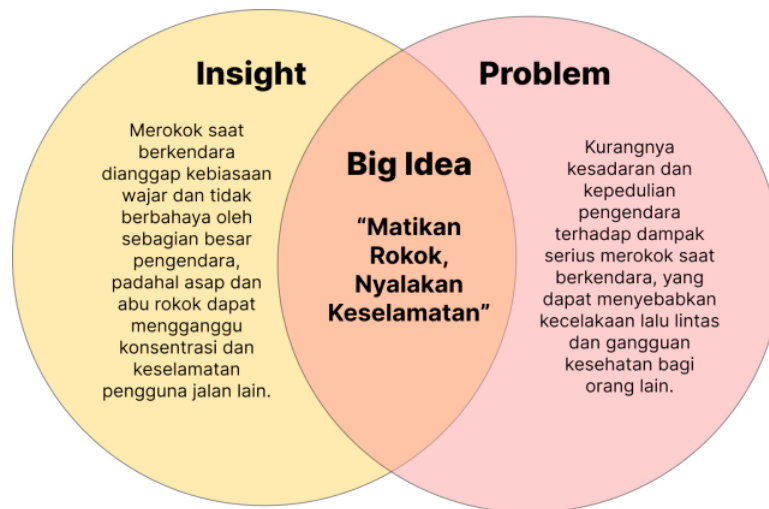 Insight
Merokok saat
berkendara
dianggap kebiasaan
wajar dan tidak
berbahaya oleh
sebagian besar
pengendara,
padahal asap dan
abu rokok dapat
mengganggu
konsentrasi dan
keselamatan
pengguna jalan lain.
Big Idea
“Matikan
Rokok,
Nyalakan
Keselamatan”
Problem
Kurangnya
kesadaran dan
kepedulian
pengendara
terhadap dampak
serius merokok saat
berkendara, yang
dapat menyebabkan
kecelakaan lalu lintas
dan gangguan
kesehatan bagi
orang lain.